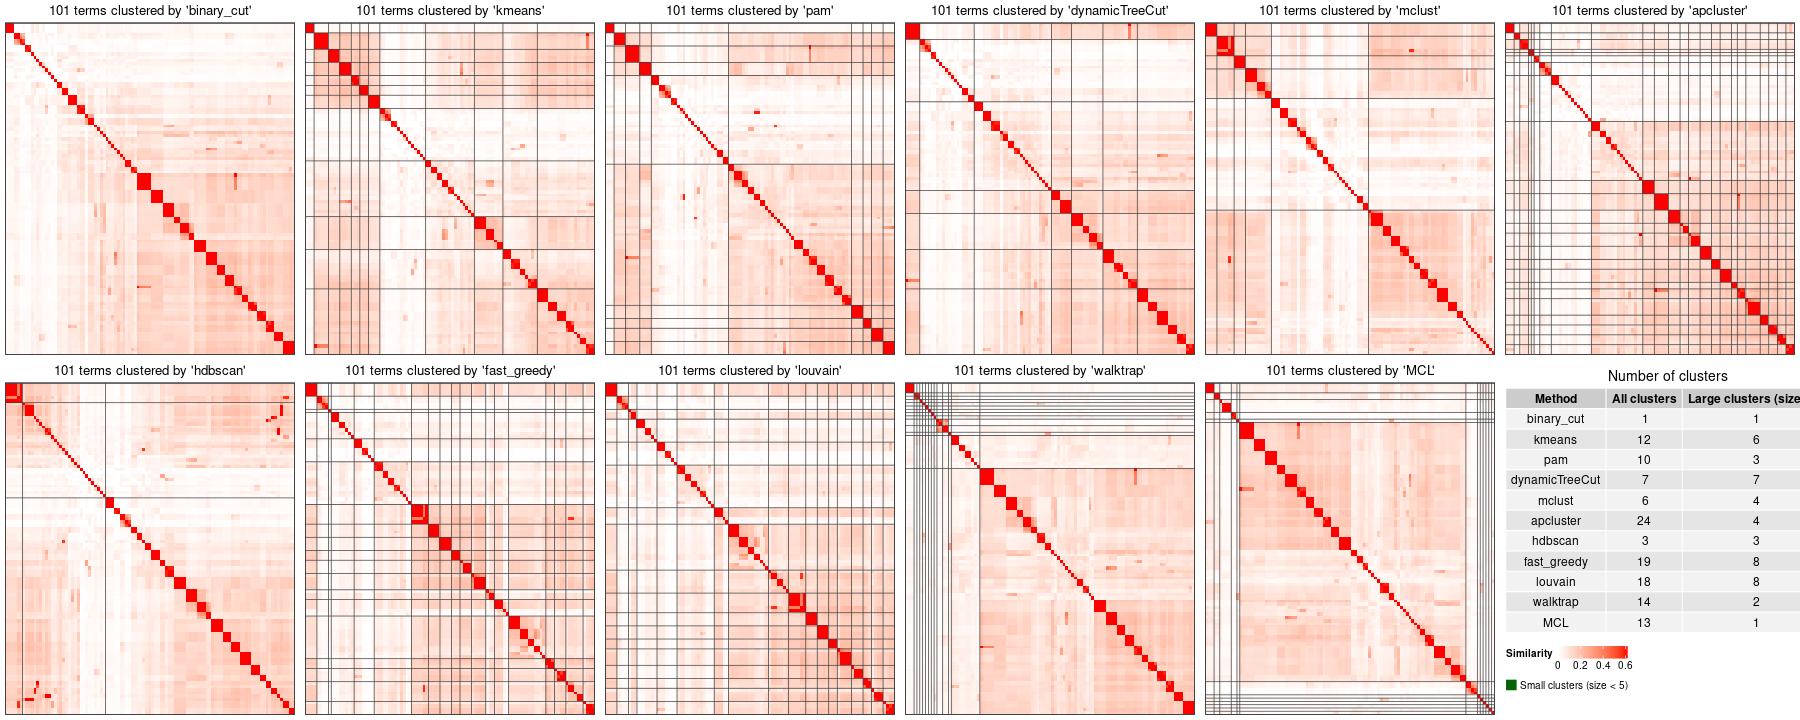 101 terms clustered by 'binary_cut'
101 terms clustered by 'kmeans'
101 terms clustered by 'pam'
101 terms clustered by 'dynamicTreeCut'
101 terms clustered by 'mclust'
101 terms clustered by 'apcluster'
101 terms clustered by 'hdbscan'
101 terms clustered by 'fast_greedy'
101 terms clustered by 'louvain'
101 terms clustered by 'walktrap'
101 terms clustered by 'MCL'
Number of clusters
Method All clusters Large clusters (size
binary_cut 1 1
kmeans 12 6
pam 10 3
dynamicTreeCut 7 7
mclust 6 4
apcluster 24 4
hdbscan 3 3
fast_greedy 19 8
louvain 18 8
walktrap 14 2
MCL 13 1
Similarity
0 0.2 0.4 0.6
Small clusters (size < 5)